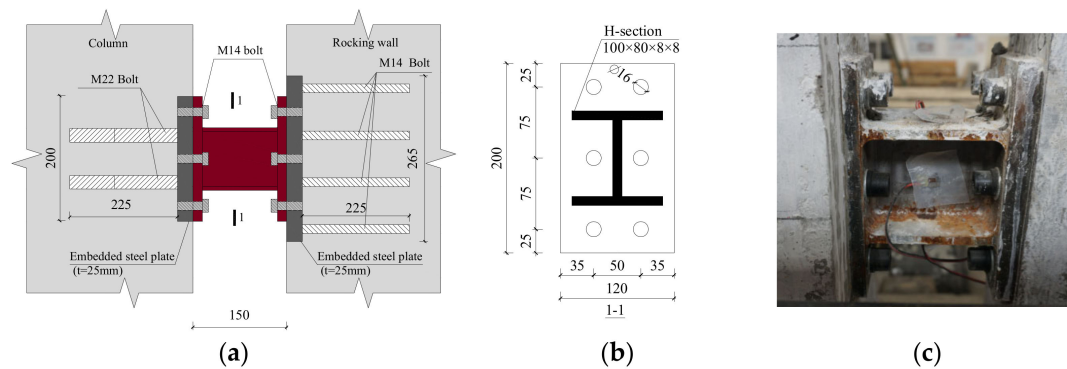 Column
M14 bolt
Rocking wall
M22 Bolt
M14 Bolt
1
200
265
225
225
1
Embedded steel plate
(t=25mm)
Embedded steel plate
(t=25mm)
150
(a)
H-section
100×80×8×8
Ø16
25
75
75
25
200
35
50
35
120
1-1
(b)
(c)